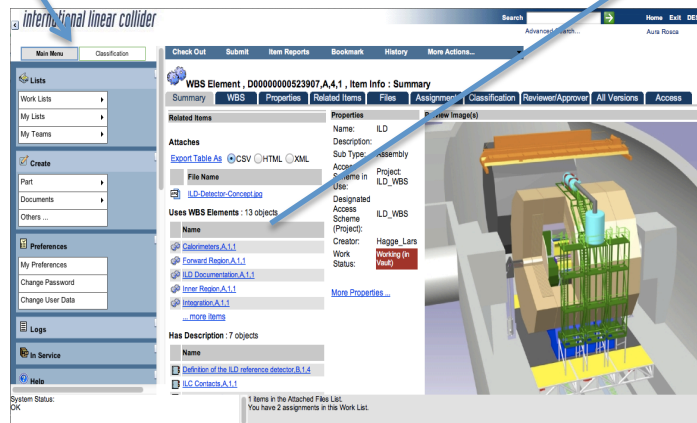 international linear collider
Search
Home Exit
Advanced Search...
Aura Rosca
Main Menu Classification
Check Out Submit Item Reports Bookmark History More Actions...
WBS Element , D00000000523907,A,4,1 , Item Info : Summary
Summary WBS Properties Related Items Files Assignments Classification Reviewer/Approver All Versions Access
Lists
Work Lists
My Lists
My Teams
Create
Part
Documents
Others ...
Preferences
My Preferences
Change Password
Change User Data
Logs
In Service
Help
Related Items
Attaches
Export Table As CSV HTML XML
File Name
ILD-Detector-Concept.jpg
Uses WBS Elements : 13 objects
Name
Calorimeters,A,1,1
Forward Region,A,1,1
ILD Documentation,A,1,1
Inner Region,A,1,1
Integration,A,1,1
... more items
Has Description : 7 objects
Name
Definition of the ILD reference detector,B,1,4
ILC Contacts,A,1,1
Properties
Name: ILD
Description:
Sub Type: Assembly
Access
Scheme in
Use:
Project:
ILD_WBS
Designated
Access
Scheme
(Project):
ILD_WBS
Creator: Hagge_Lars
Work
Status:
Working (in
Vault)
More Properties ...
Image(s)
System Status:
OK
1 items in the Attached Files List.
You have 2 assignments in this Work List.